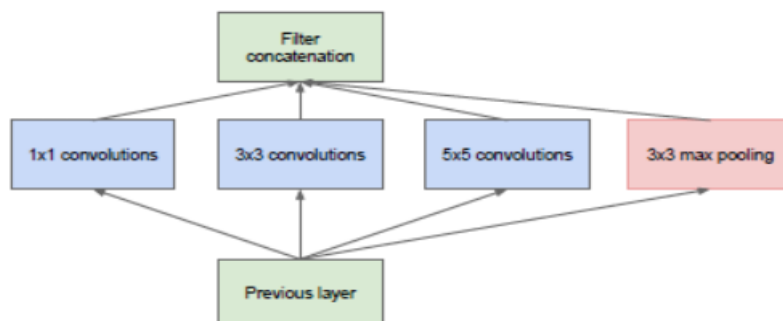 Filter
concatenation
1x1 convolutions
3x3 convolutions
5x5 convolutions
3x3 max pooling
Previous layer